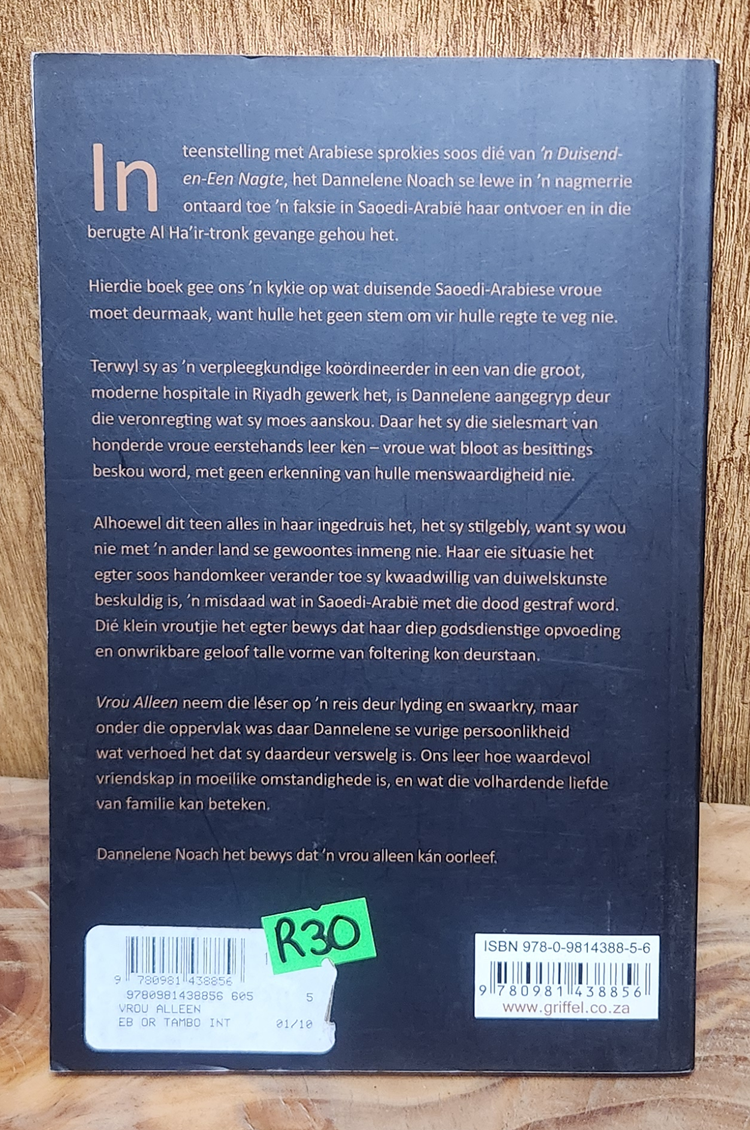 In teenstelling met Arabiese sprokies soos dié van 'n Duisend-
en-Een Nagte, het Dannelene Noach se lewe in 'n nagmerrie
ontaard toe 'n faksie in Saoedi-Arabië haar ontvoer en in die
berugte Al Ha'ir-tronk gevange gehou het.
Hierdie boek gee ons 'n kykie op wat duisende Saoedi-Arabiese vroue
moet deurmaak, want hulle het geen stem om vir hulle regte te veg nie.
Terwyl sy as 'n verpleegkundige koördineerder in een van die groot,
moderne hospitale in Riyadh gewerk het, is Dannelene aangegryp deur
die veronregting wat sy moes aanskou. Daar het sy die sielesmart van
honderde vroue eerstehands leer ken – vroue wat bloot as besittings
beskou word, met geen erkenning van hulle menswaardigheid nie.
Alhoewel dit teen alles in haar ingedruis het, het sy stilgebly, want sy wou
nie met 'n ander land se gewoontes inmeng nie. Haar eie situasie het
egter soos handomkeer verander toe sy kwaadwillig van duiwelskunste
beskuldig is, 'n misdaad wat in Saoedi-Arabië met die dood gestraf word.
Dié klein vroutjie het egter bewys dat haar diep godsdienstige opvoeding
en onwrikbare geloof talle vorme van foltering kon deurstaan.
Vrou Alleen neem die léser op 'n reis deur lyding en swaarkry, maar
onder die oppervlak was daar Dannelene se vurige persoonlikheid
wat verhoed het dat sy daardeur verswelg is. Ons leer hoe waardevol
vriendskap in moeilike omstandighede is, en wat die volhardende liefde
van familie kan beteken.
Dannelene Noach het bewys dat 'n vrou alleen kán oorleef.
R30
9 780981 438856
9780981438856 605 5
VROU ALLEEN
EB OR TAMBO INT 01/10
ISBN 978-0-9814388-5-6
9 780981 438856
www.griffel.co.za